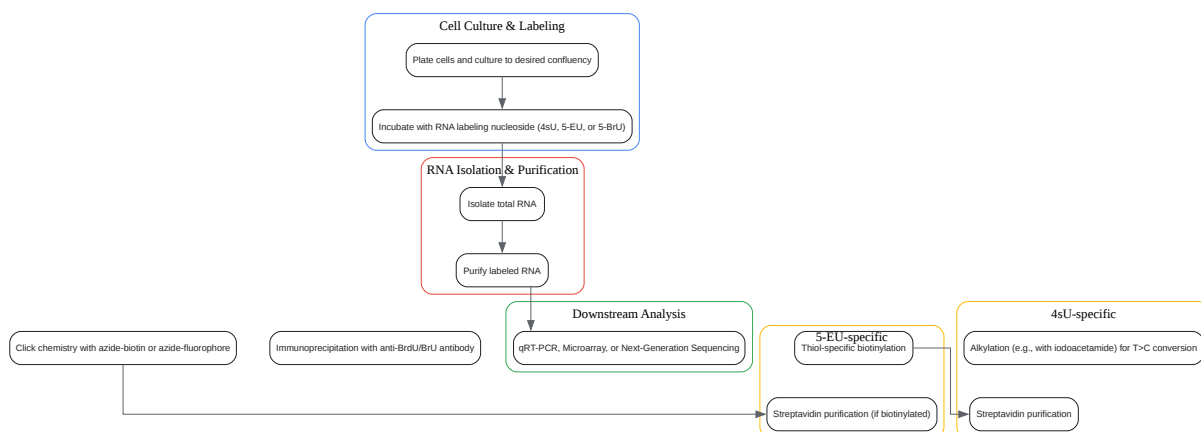 Cell Culture & Labeling
Plate cells and culture to desired confluency
Incubate with RNA labeling nucleoside (4sU, 5-EU, or 5-BrU)
RNA Isolation & Purification
Isolate total RNA
Purify labeled RNA
Downstream Analysis
4sU-specific
5-EU-specific
Click chemistry with azide-biotin or azide-fluorophore
Immunoprecipitation with anti-BrdU/BrU antibody
qRT-PCR, Microarray, or Next-Generation Sequencing
Thiol-specific biotinylation
Alkylation (e.g., with iodoacetamide) for T>C conversion
Streptavidin purification (if biotinylated)
Streptavidin purification